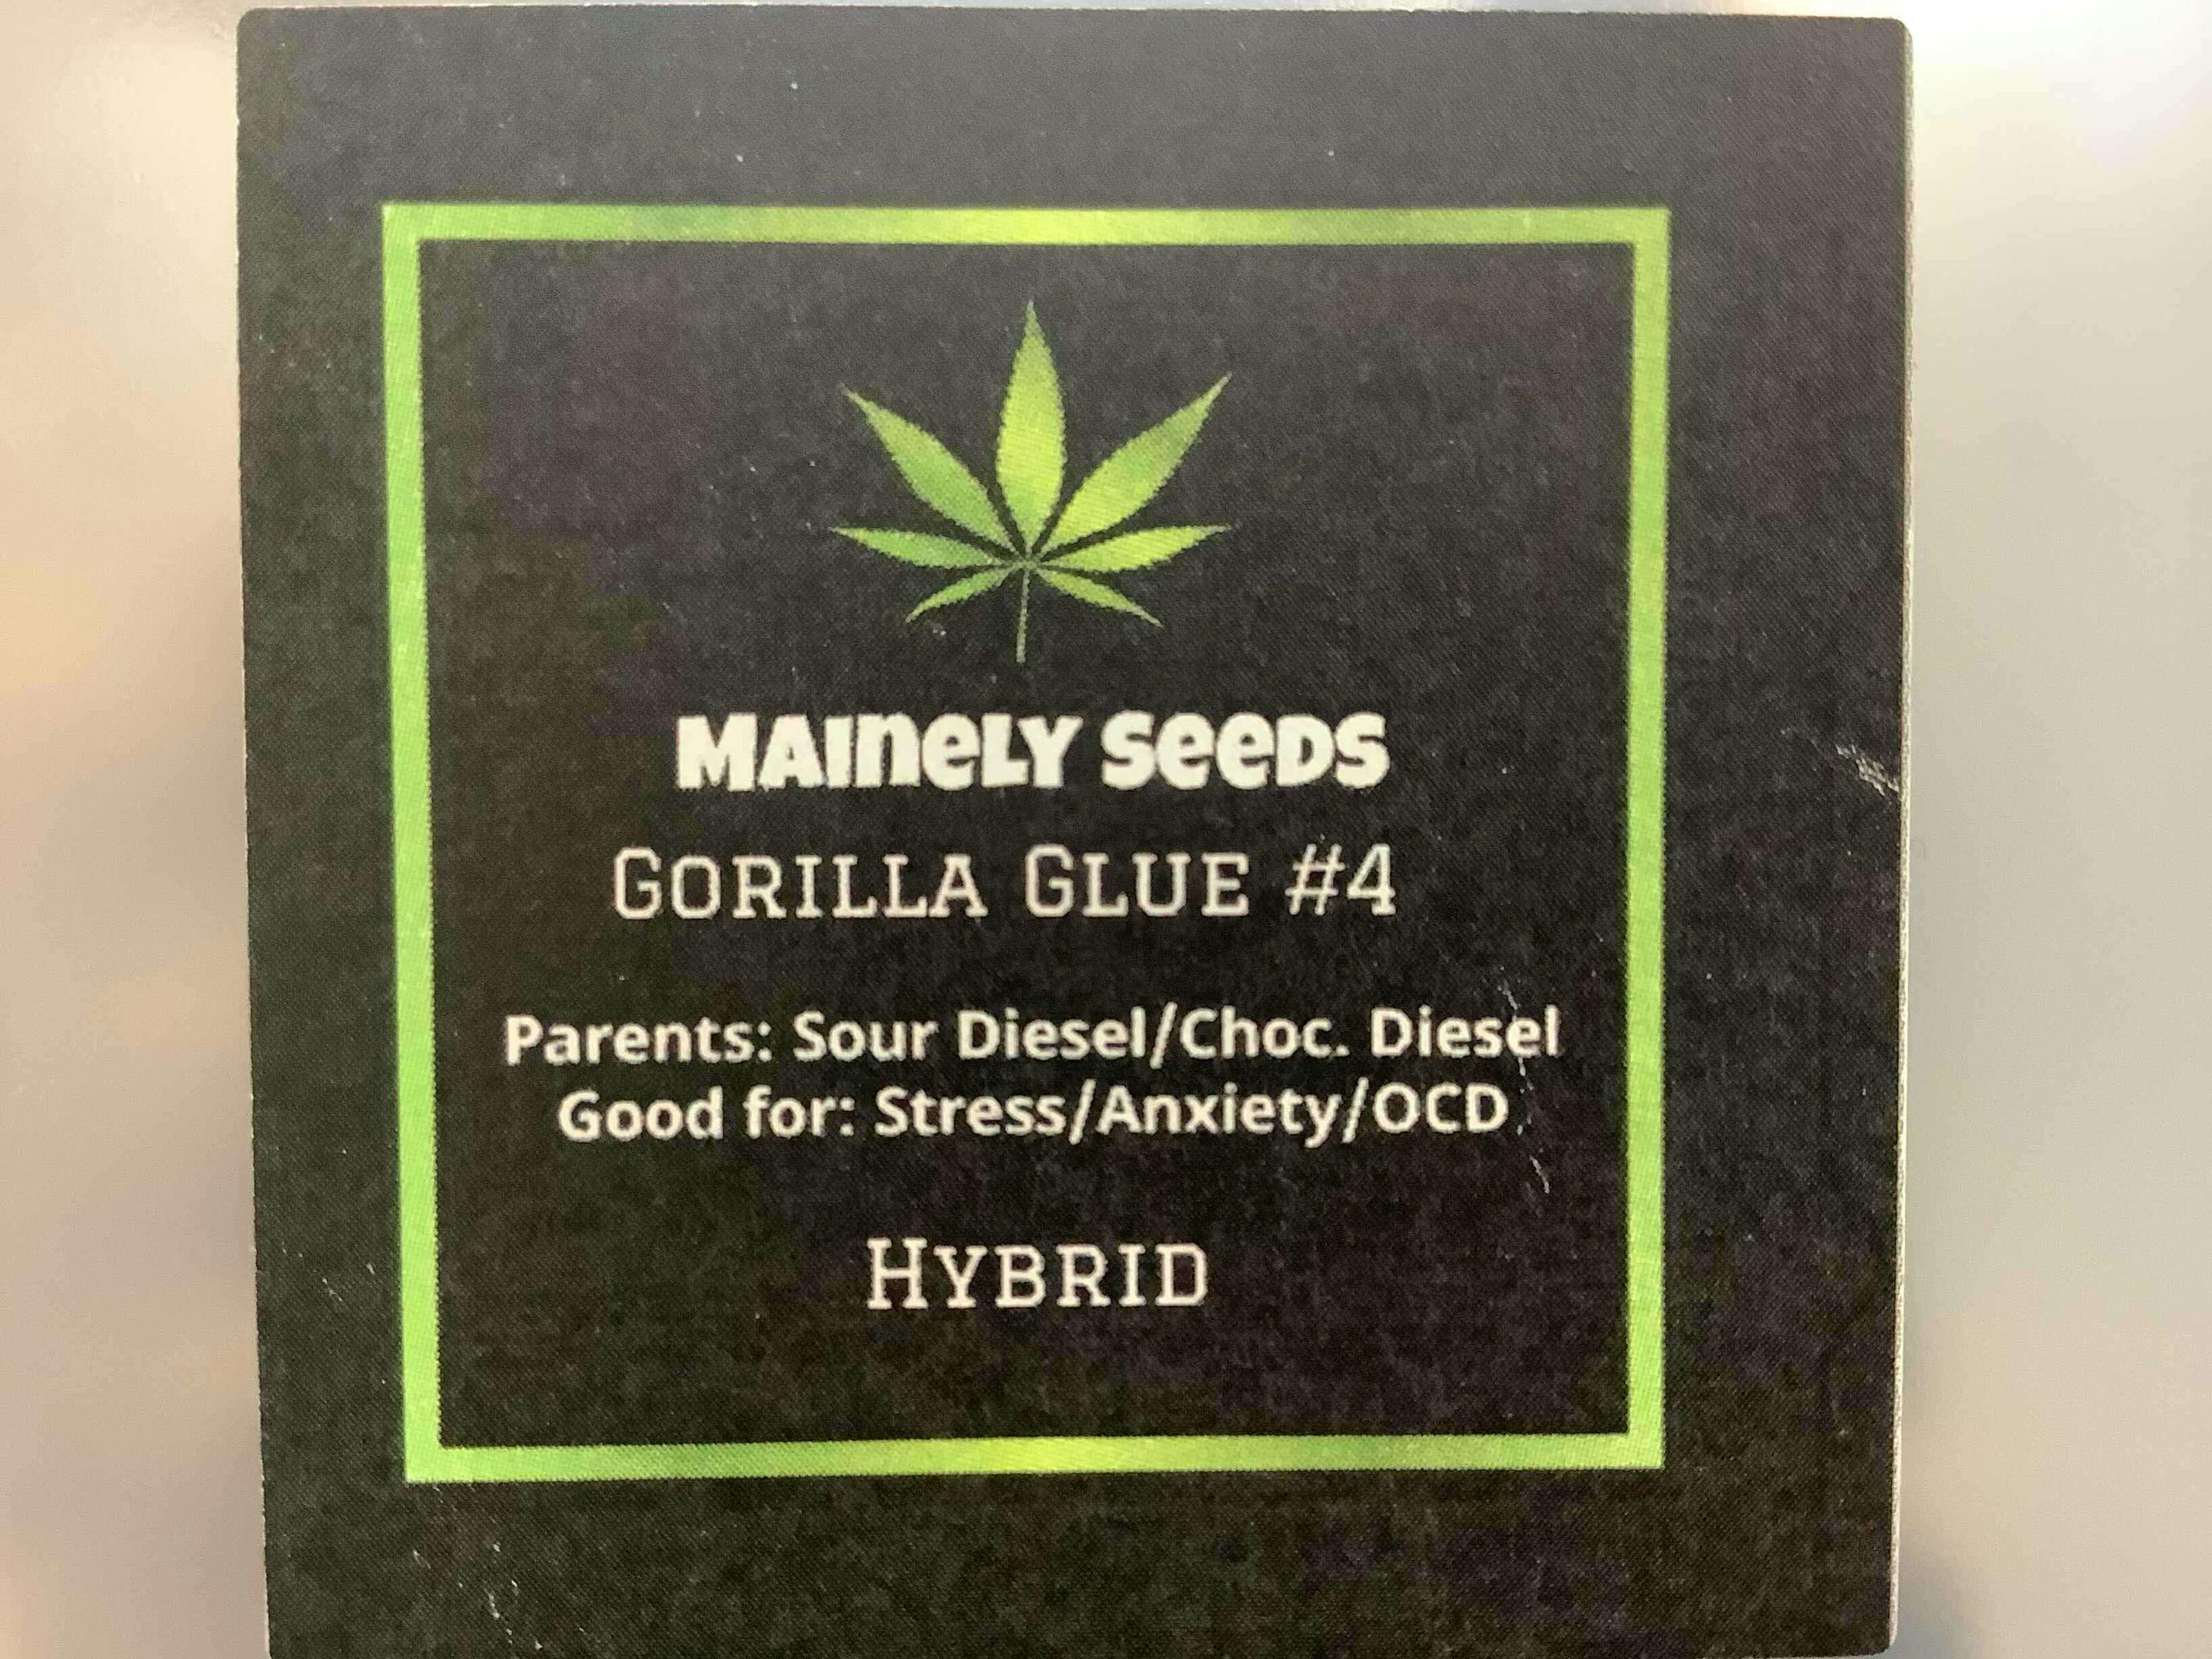 MAINELY SEEDS
GORILLA GLUE #4
Parents: Sour Diesel/Choc. Diesel
Good for: Stress/Anxiety/OCD
HYBRID